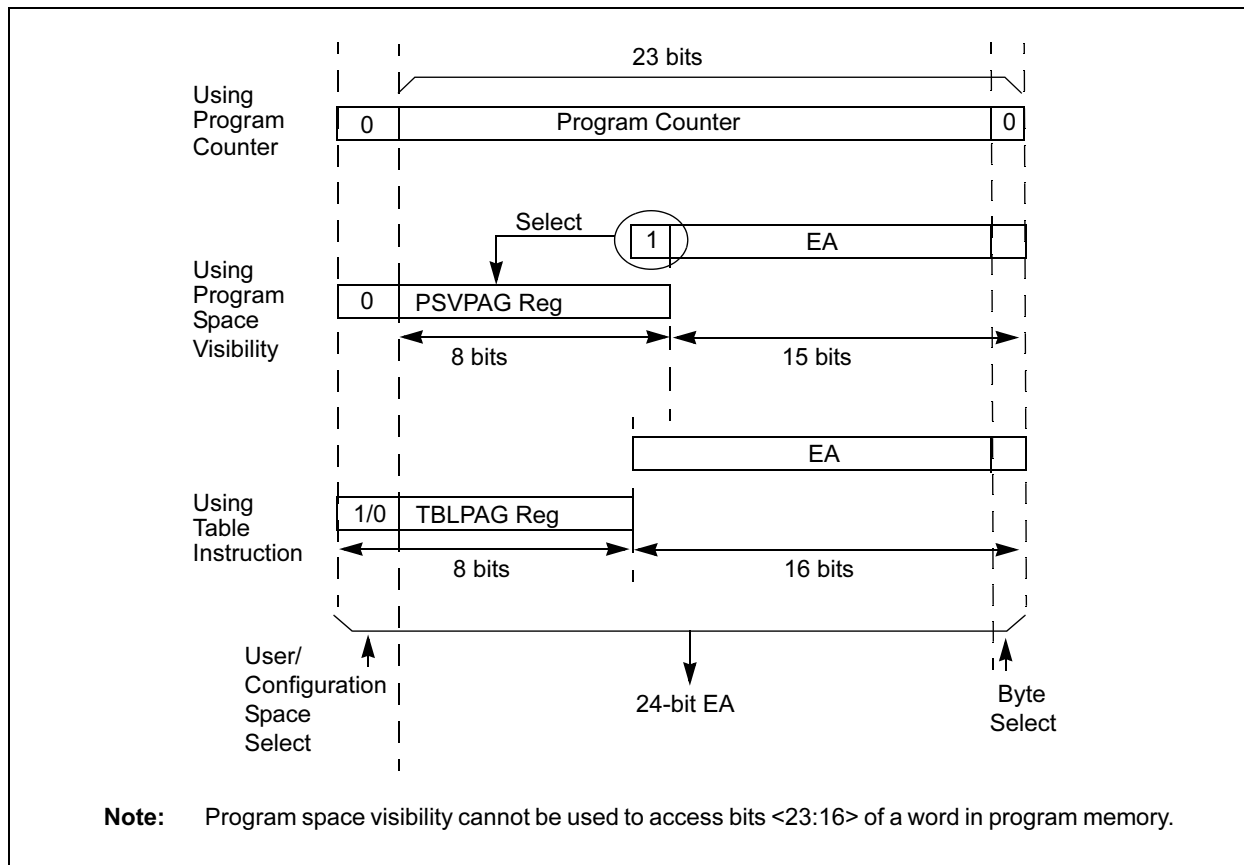 23 bits
Using
Program
Counter
0
Program Counter
0
Select
1
EA
Using
Program
Space
Visibility
0
PSVPAG Reg
8 bits
15 bits
EA
Using
Table
Instruction
1/0
TBLPAG Reg
8 bits
16 bits
User/
Configuration
Space
Select
24-bit EA
Byte
Select
Note: Program space visibility cannot be used to access bits <23:16> of a word in program memory.